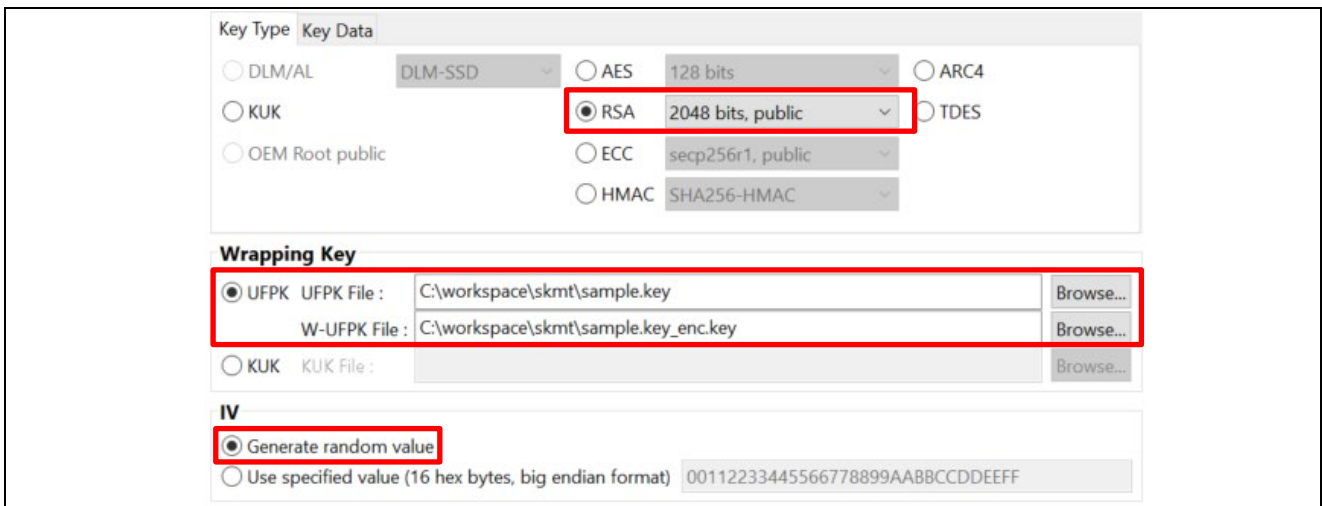 Key Type Key Data
DLM/AL DLM-SSD AES 128 bits ARC4
KUK RSA 2048 bits, public TDES
OEM Root public ECC secp256r1, public
HMAC SHA256-HMAC
Wrapping Key
UFPK UFPK File : C:\workspace\skmt\sample.key Browse...
W-UFPK File : C:\workspace\skmt\sample.key_enc.key Browse...
KUK KUK File : Browse...
IV
Generate random value
Use specified value (16 hex bytes, big endian format) 00112233445566778899AABBCCDDEEFF